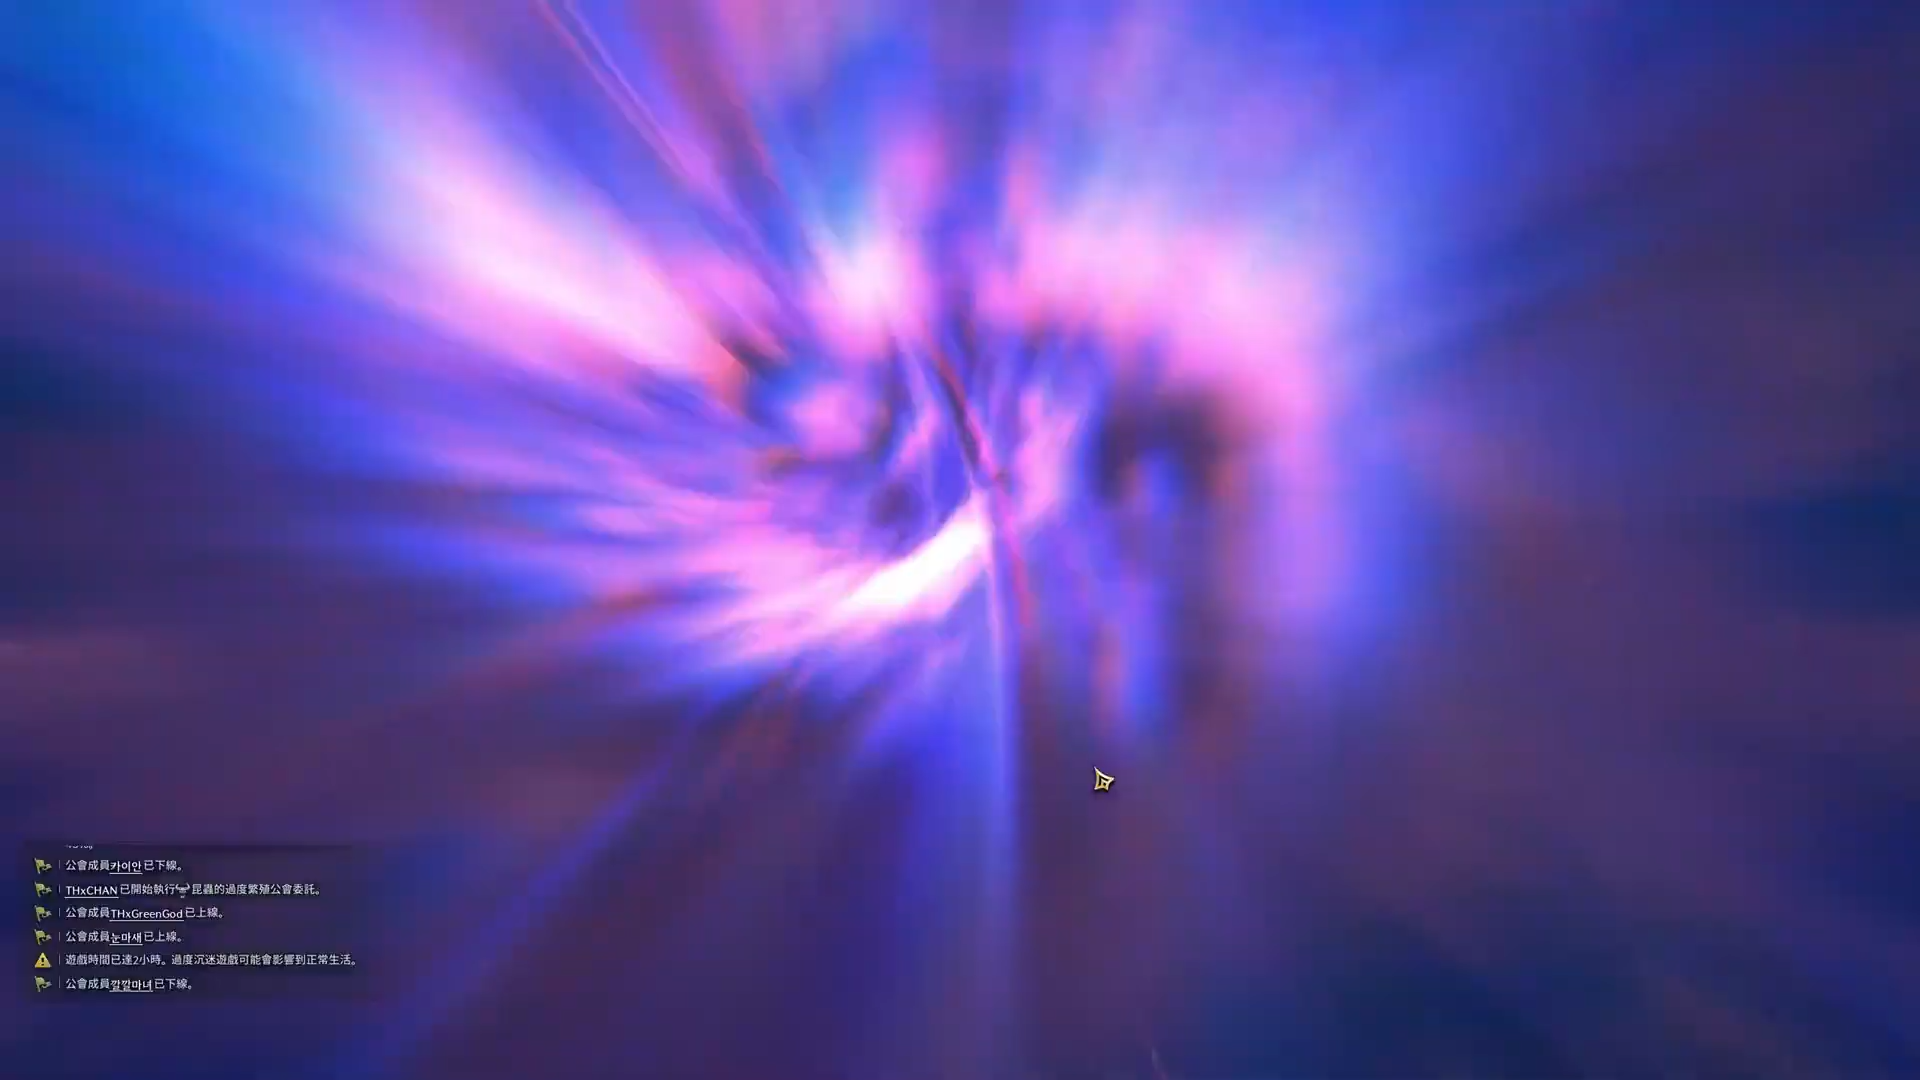 公會成員카이안已下線。
THxCHAN已開始執行昆蟲的過度繁殖公會委託。
公會成員THxGreenGod已上線。
公會成員눈마새已上線。
遊戲時間已達2小時。過度沉迷遊戲可能會影響到正常生活。
公會成員깔깔마녀已下線。